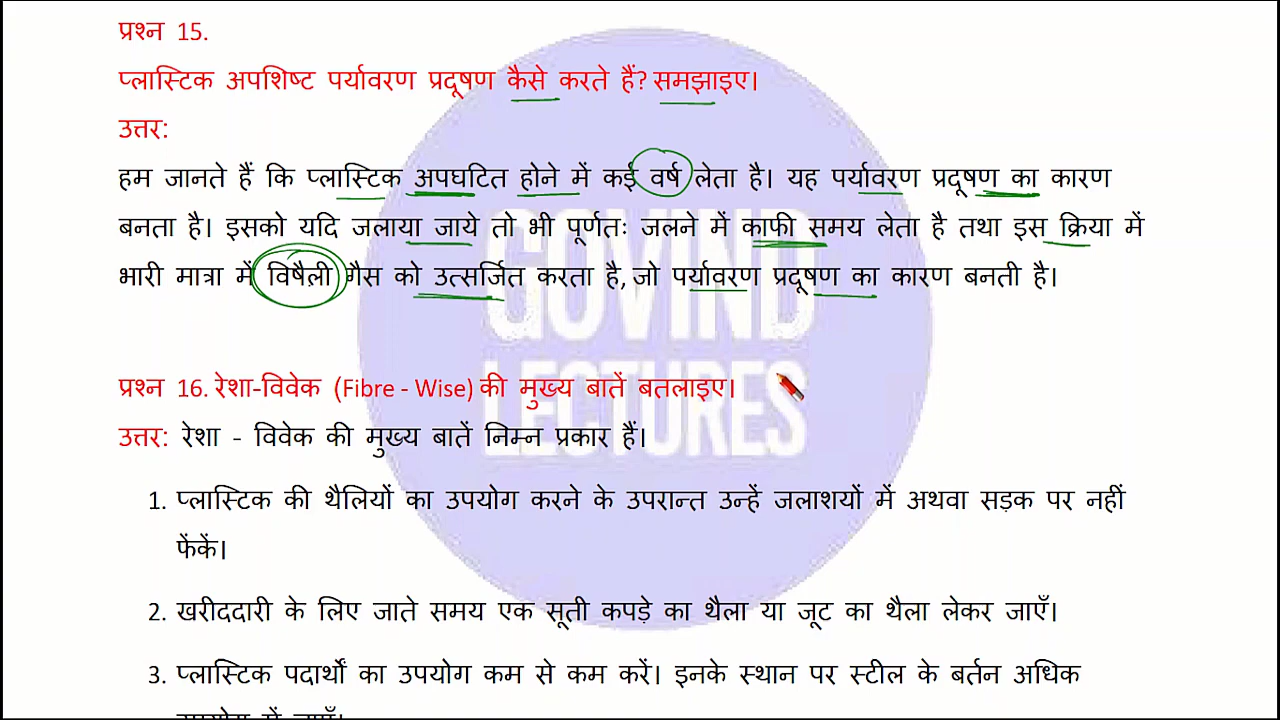 प्रश्न 15.
प्लास्टिक अपशिष्ट पर्यावरण प्रदूषण कैसे करते हैं? समझाइए।
उत्तर:
हम जानते हैं कि प्लास्टिक अपघटित होने में कई वर्ष लेता है। यह पर्यावरण प्रदूषण का कारण
बनता है। इसको यदि जलाया जाये तो भी पूर्णतः जलने में काफी समय लेता है तथा इस क्रिया में
भारी मात्रा में विषैली गैस को उत्सर्जित करता है, जो पर्यावरण प्रदूषण का कारण बनती है।
GOVIND
LECTURES
प्रश्न 16. रेशा-विवेक (Fibre - Wise) की मुख्य बातें बतलाइए।
उत्तर: रेशा - विवेक की मुख्य बातें निम्न प्रकार हैं।
1. प्लास्टिक की थैलियों का उपयोग करने के उपरान्त उन्हें जलाशयों में अथवा सड़क पर नहीं
फेंकें।
2. खरीददारी के लिए जाते समय एक सूती कपड़े का थैला या जूट का थैला लेकर जाएँ।
3. प्लास्टिक पदार्थों का उपयोग कम से कम करें। इनके स्थान पर स्टील के बर्तन अधिक